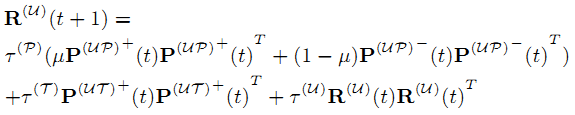 R^(𝒰)(t + 1) =
τ^(𝒫)(μP^(𝒰𝒫)^+(t)P^(𝒰𝒫)^+(t)^T + (1 − μ)P^(𝒰𝒫)^−(t)P^(𝒰𝒫)^−(t)^T)
+τ^(𝒯)P^(𝒰𝒯)^+(t)P^(𝒰𝒯)^+(t)^T + τ^(𝒰)R^(𝒰)(t)R^(𝒰)(t)^T